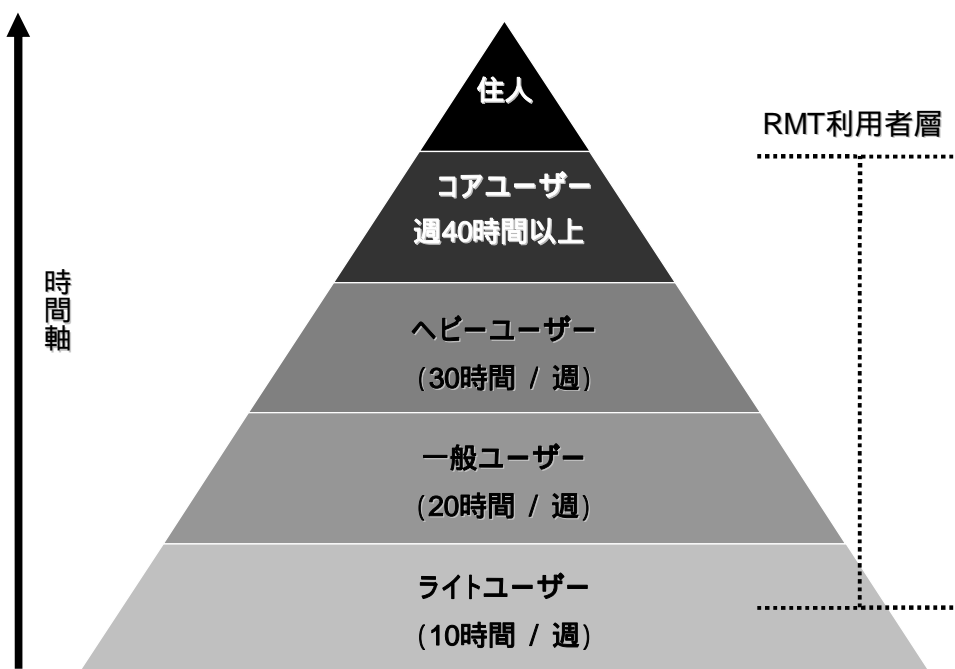 住人
RMT利用者層
コアユーザー
週40時間以上
時間軸
ヘビーユーザー
(30時間 / 週)
一般ユーザー
(20時間 / 週)
ライトユーザー
(10時間 / 週)